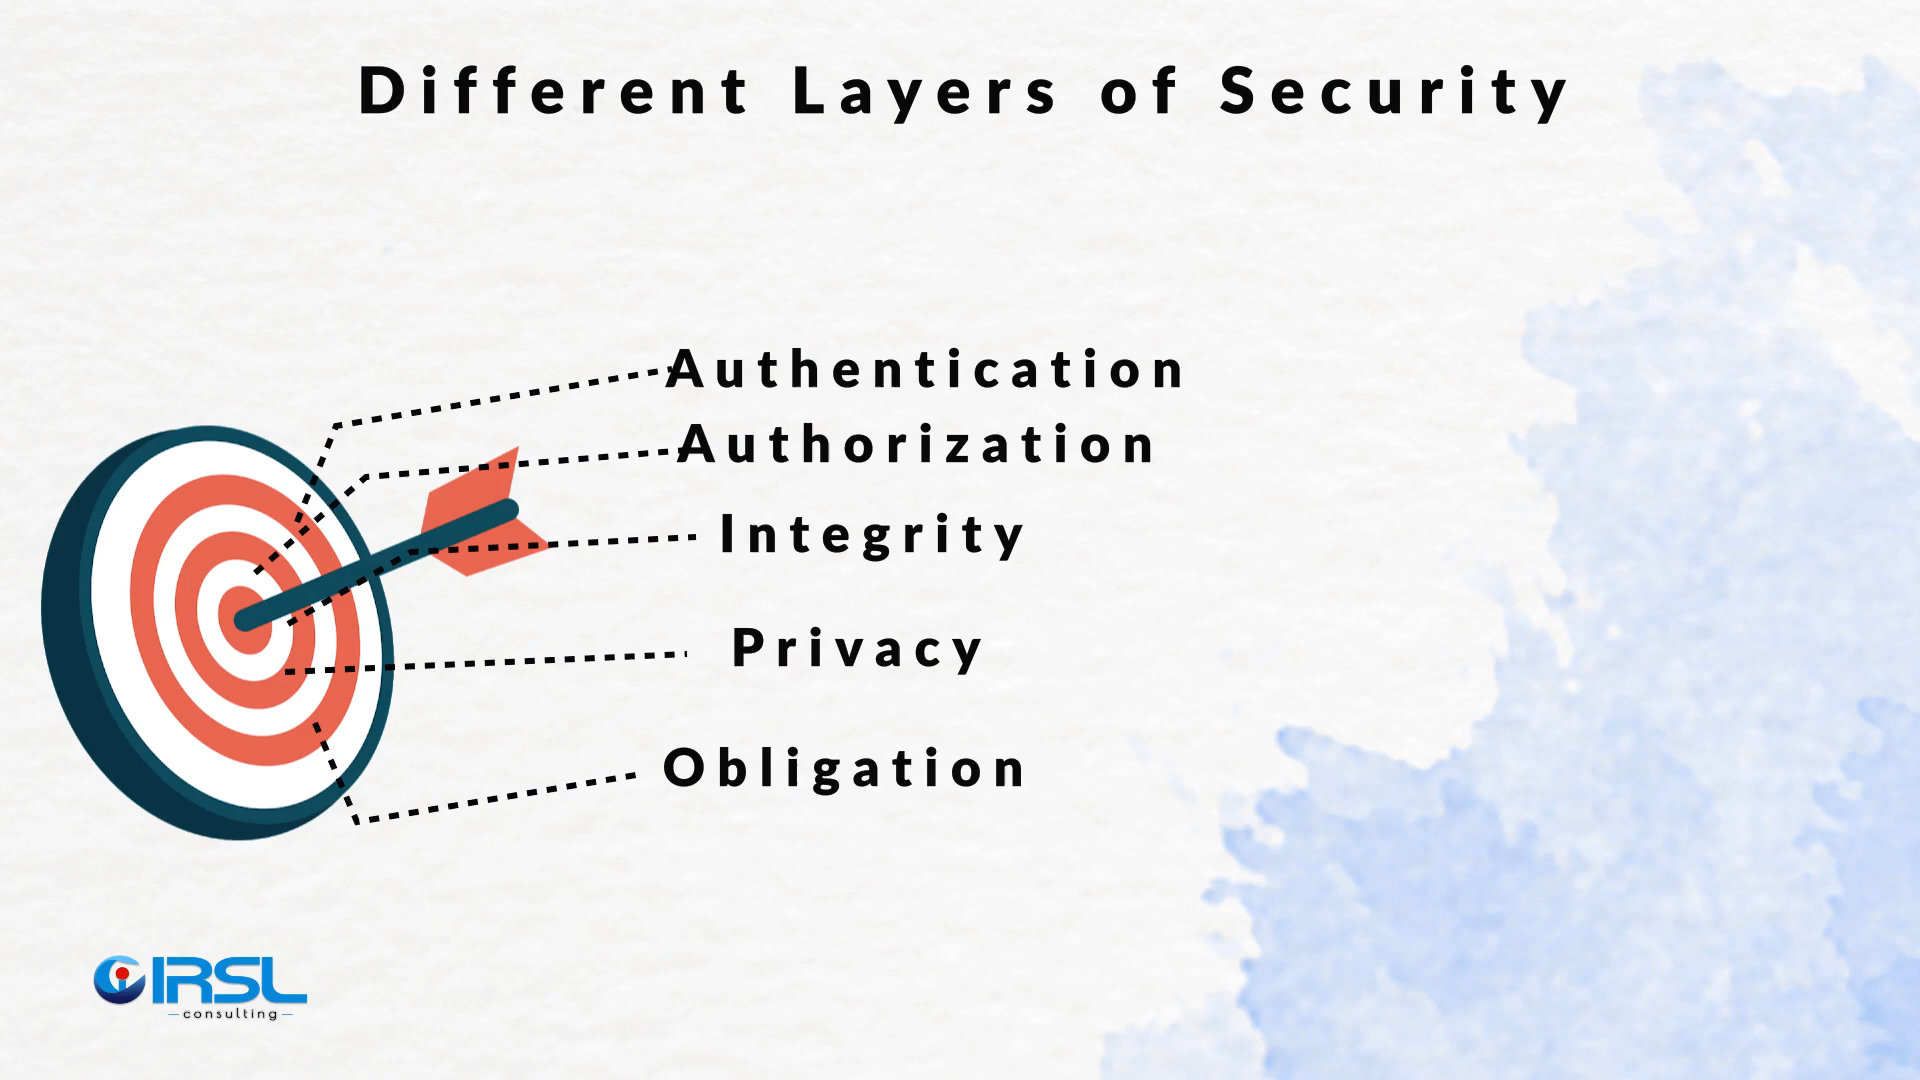 Different Layers of Security
Authentication
Authorization
Integrity
Privacy
Obligation
IRSL
consulting